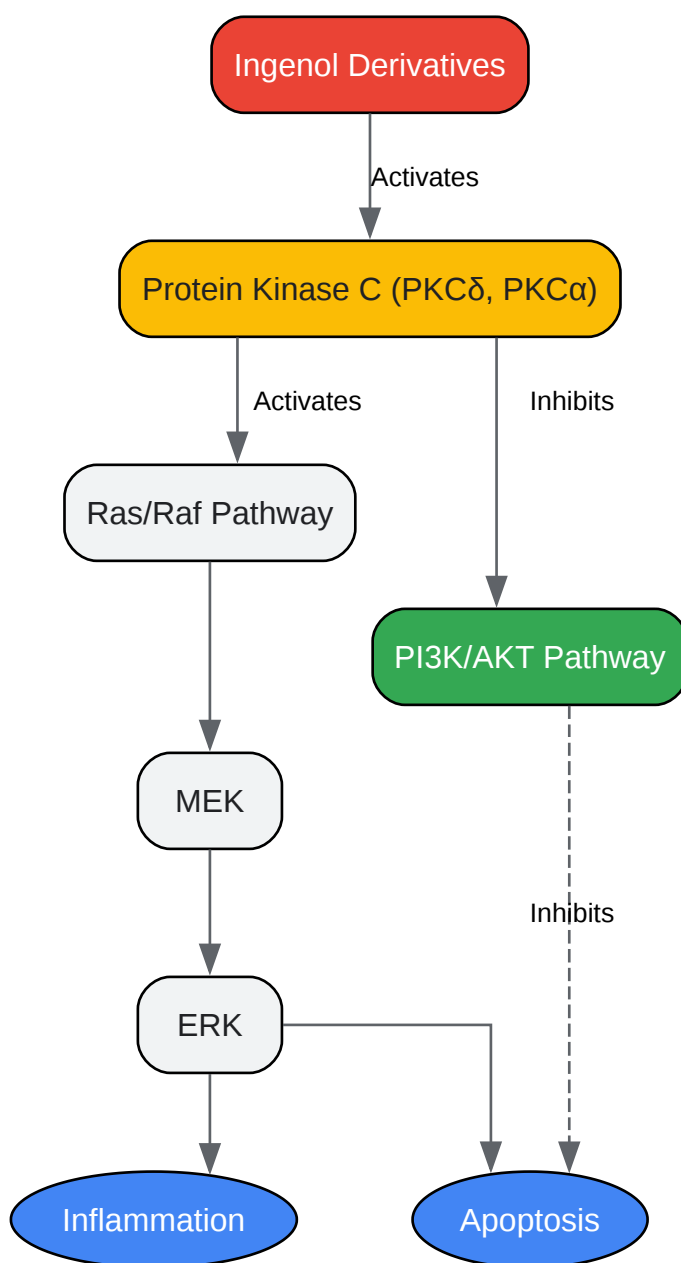 Ingenol Derivatives
Activates
Protein Kinase C (PKCδ, PKCα)
Activates
Inhibits
Ras/Raf Pathway
PI3K/AKT Pathway
MEK
Inhibits
ERK
Inflammation
Apoptosis